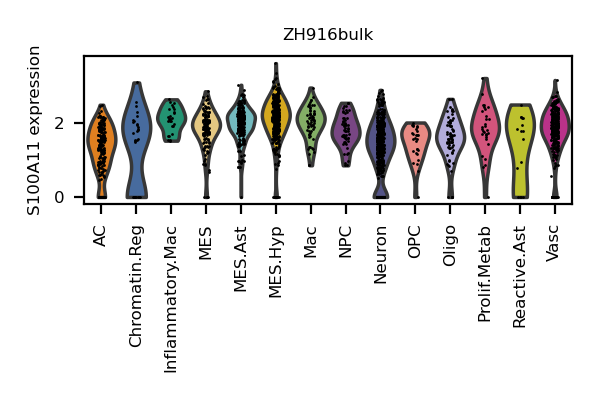 ZH916bulk
S100A11 expression
2
0
AC
Chromatin.Reg
Inflammatory.Mac
MES
MES.Ast
MES.Hyp
Mac
NPC
Neuron
OPC
Oligo
Prolif.Metab
Reactive.Ast
Vasc